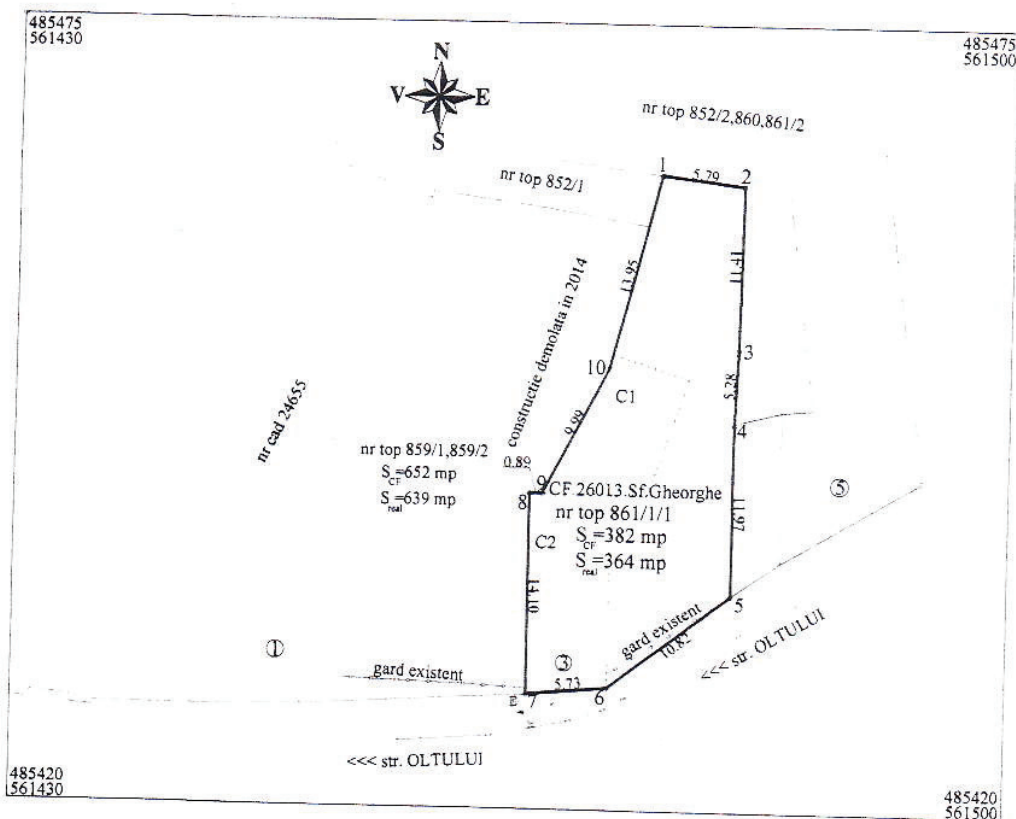 485475
561430
485475
561500
N
V
E
S
nr top 852/2,860,861/2
nr top 852/1
1
5.79
2
13.95
constructie demolata in 2014
3
5.28
10
C1
4
9.99
nr cad 24655
nr top 859/1,859/2
S CF=652 mp
S real=639 mp
0.89
9
8
CF 26013.Sf.Gheorghe
nr top 861/1/1
S CF=382 mp
S real=364 mp
5
11.97
C2
14.10
5
gard existent
10.82
<<< str. OLTULUI
1
gard existent
3
5.73
E
7
6
<<< str. OLTULUI
485420
561430
485420
561500